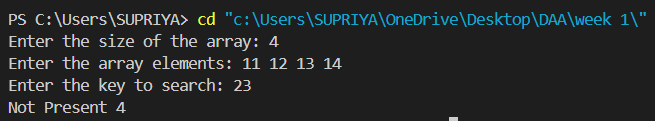 PS C:\Users\SUPRIYA> cd "c:\Users\SUPRIYA\OneDrive\Desktop\DAA\week 1\"
Enter the size of the array: 4
Enter the array elements: 11 12 13 14
Enter the key to search: 23
Not Present 4